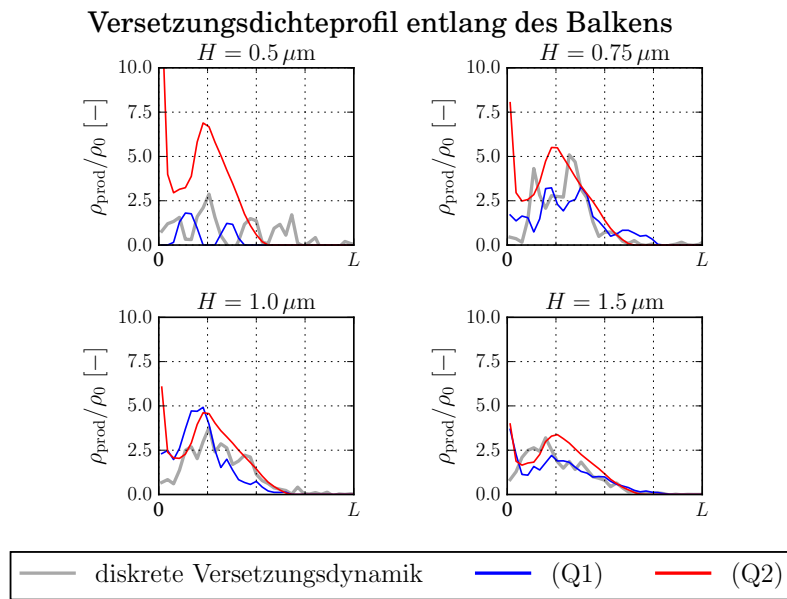 Versetzungsdichteprofil entlang des Balkens
H = 0.5 μm
H = 0.75 μm
10.0
7.5
5.0
2.5
0.0
ρprod/ρ0 [−]
0
L
10.0
7.5
5.0
2.5
0.0
ρprod/ρ0 [−]
0
L
H = 1.0 μm
H = 1.5 μm
10.0
7.5
5.0
2.5
0.0
ρprod/ρ0 [−]
0
L
10.0
7.5
5.0
2.5
0.0
ρprod/ρ0 [−]
0
L
diskrete Versetzungsdynamik (Q1) (Q2)